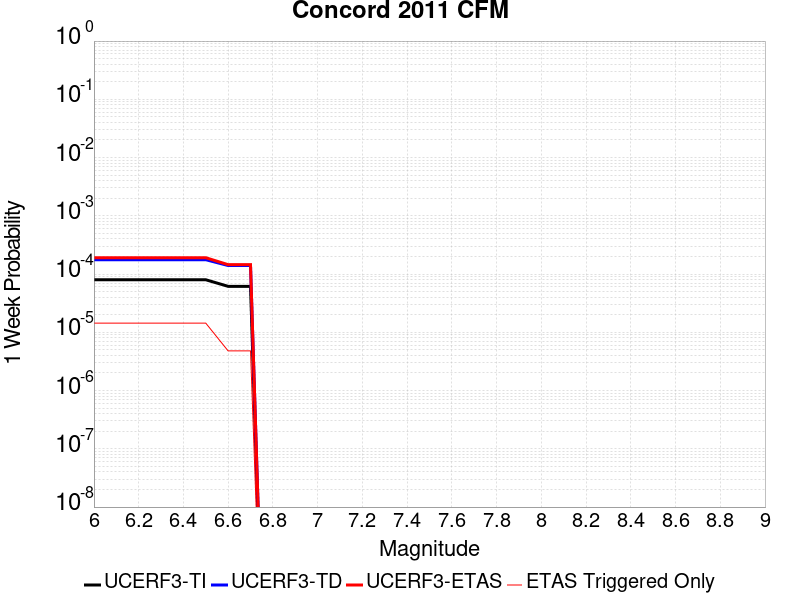 Concord 2011 CFM
10^0
10^-1
10^-2
10^-3
10^-4
10^-5
10^-6
10^-7
10^-8
1 Week Probability
6 6.2 6.4 6.6 6.8 7 7.2 7.4 7.6 7.8 8 8.2 8.4 8.6 8.8 9
Magnitude
UCERF3-TI UCERF3-TD UCERF3-ETAS ETAS Triggered Only